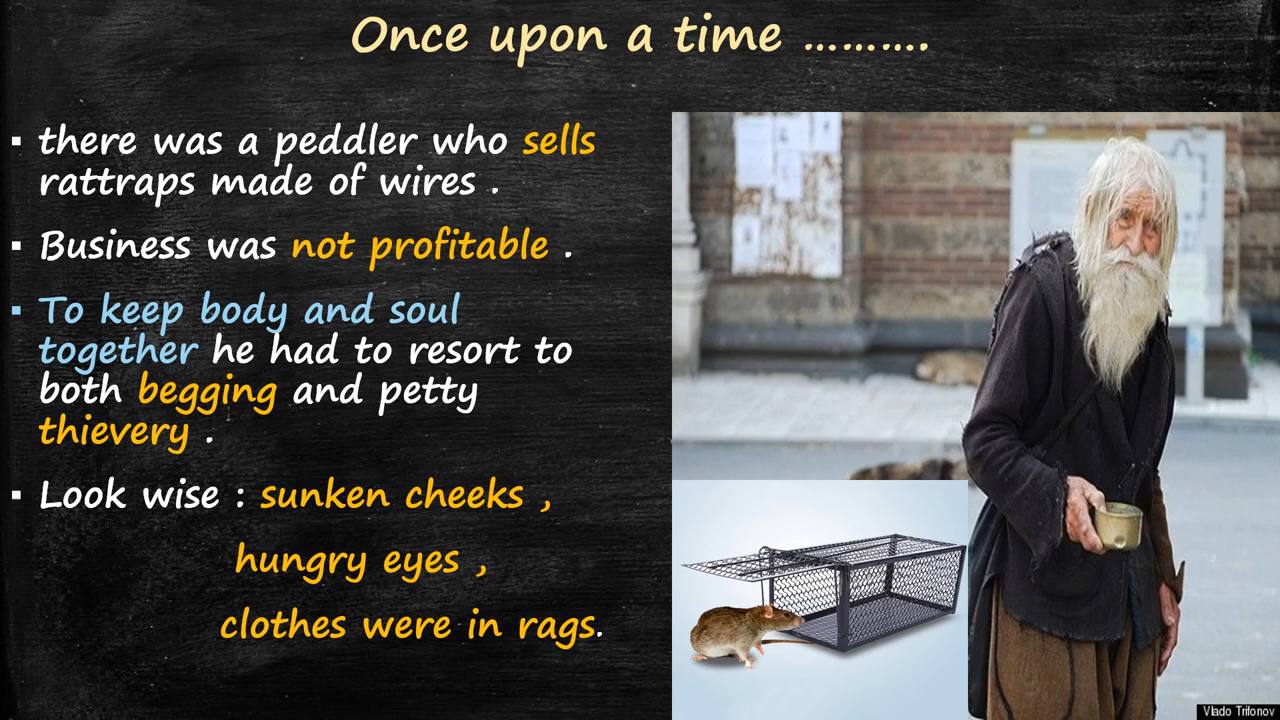 Once upon a time ..........
▪ there was a peddler who sells
rattraps made of wires .
▪ Business was not profitable .
▪ To keep body and soul
together he had to resort to
both begging and petty
thievery .
▪ Look wise : sunken cheeks ,
hungry eyes ,
clothes were in rags.
Vlado Trifonov